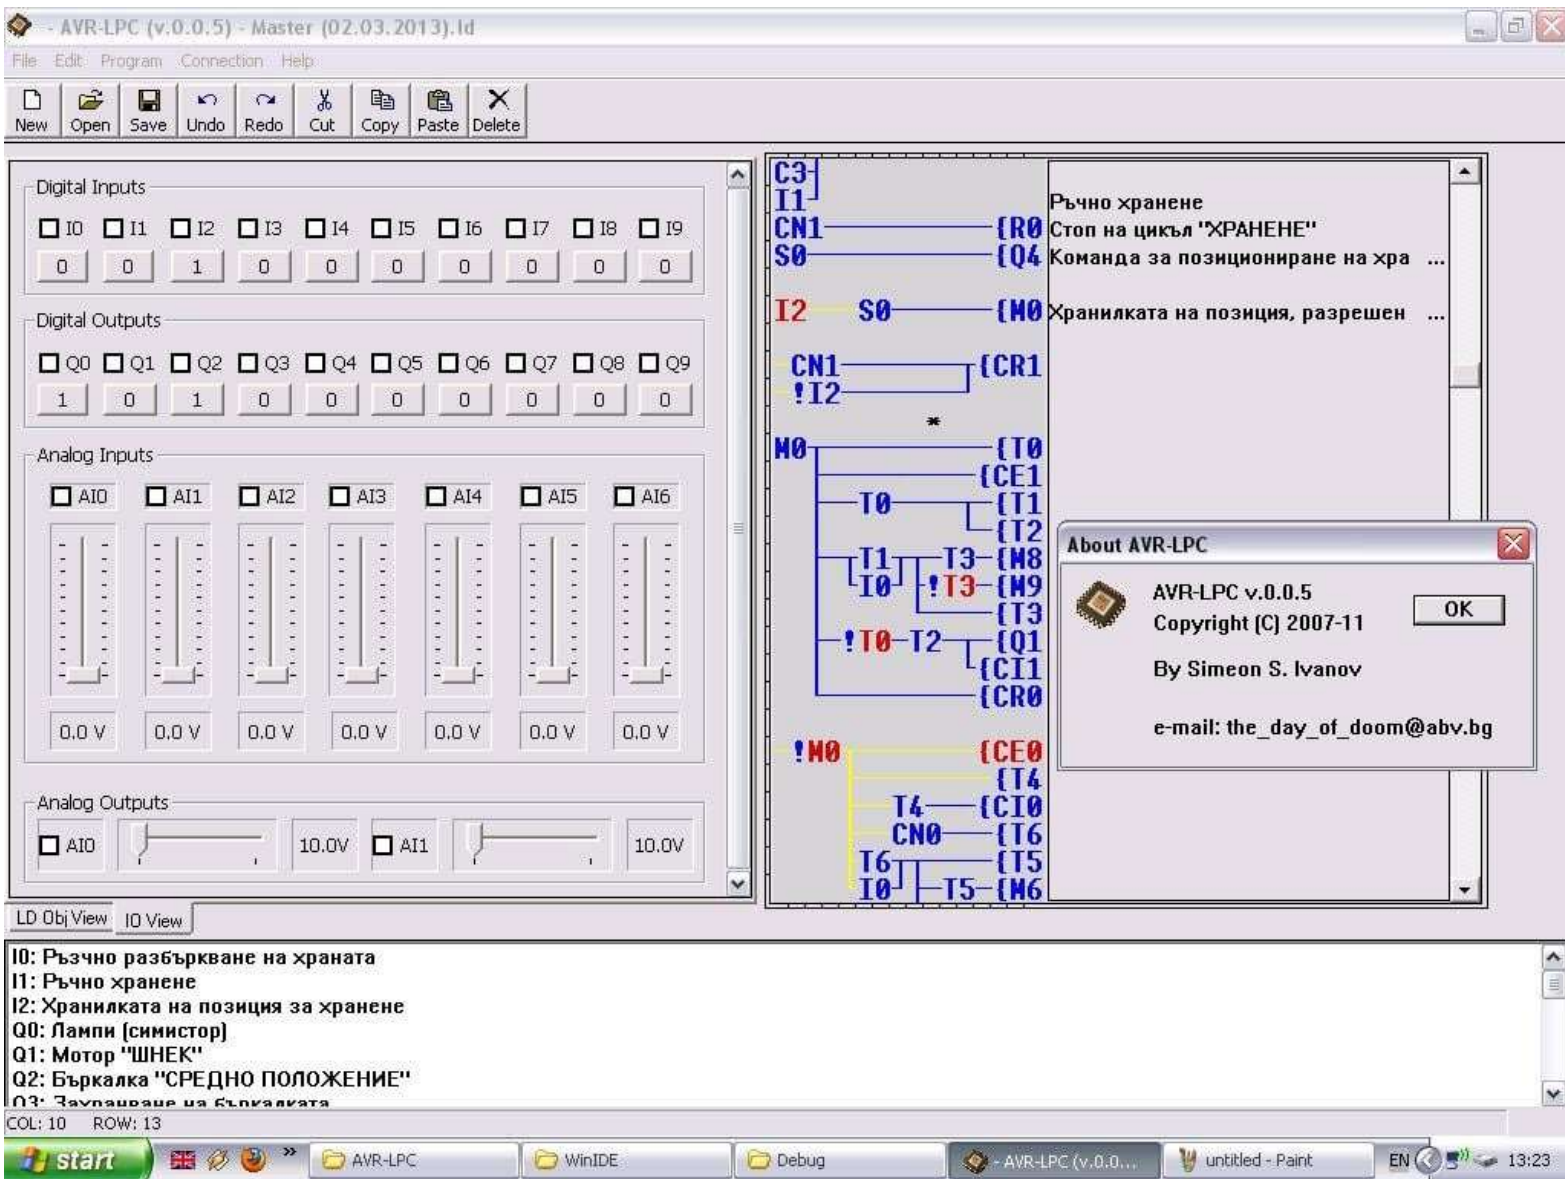 - AVR-LPC (v.0.0.5) - Master (02.03.2013).ld
File Edit Program Connection Help
New Open Save Undo Redo Cut Copy Paste Delete
Digital Inputs
I0 I1 I2 I3 I4 I5 I6 I7 I8 I9
0 0 1 0 0 0 0 0 0 0
Digital Outputs
Q0 Q1 Q2 Q3 Q4 Q5 Q6 Q7 Q8 Q9
1 0 1 0 0 0 0 0 0 0
Analog Inputs
AI0 AI1 AI2 AI3 AI4 AI5 AI6
0.0 V 0.0 V 0.0 V 0.0 V 0.0 V 0.0 V 0.0 V
Analog Outputs
AI0 10.0V AI1 10.0V
LD Obj View IO View
C3
I1 Ръчно хранене
CN1 {R0 Стоп на цикъл "ХРАНЕНЕ"
S0 {Q4 Команда за позициониране на хра ...
I2 S0 {M0 Хранилката на позиция, разрешен ...
CN1 {CR1
!I2
*
M0 {T0
{CE1
T0 {T1
{T2
T1 T3 {M8
I0 !T3 {M9
{T3
!T0 T2 {Q1
{CI1
{CR0
!M0 {CE0
{T4
T4 {CI0
CN0 {T6
T6 {T5
I0 T5 {M6
About AVR-LPC
AVR-LPC v.0.0.5
Copyright (C) 2007-11
OK
By Simeon S. Ivanov
e-mail: the_day_of_doom@abv.bg
I0: Ръзчно разбъркване на храната
I1: Ръчно хранене
I2: Хранилката на позиция за хранене
Q0: Лампи (симистор)
Q1: Мотор "ШНЕК"
Q2: Бъркалка "СРЕДНО ПОЛОЖЕНИЕ"
Q3: Захранване на бъркалката
COL: 10 ROW: 13
start » AVR-LPC WinIDE Debug - AVR-LPC (v.0.0... untitled - Paint EN 13:23